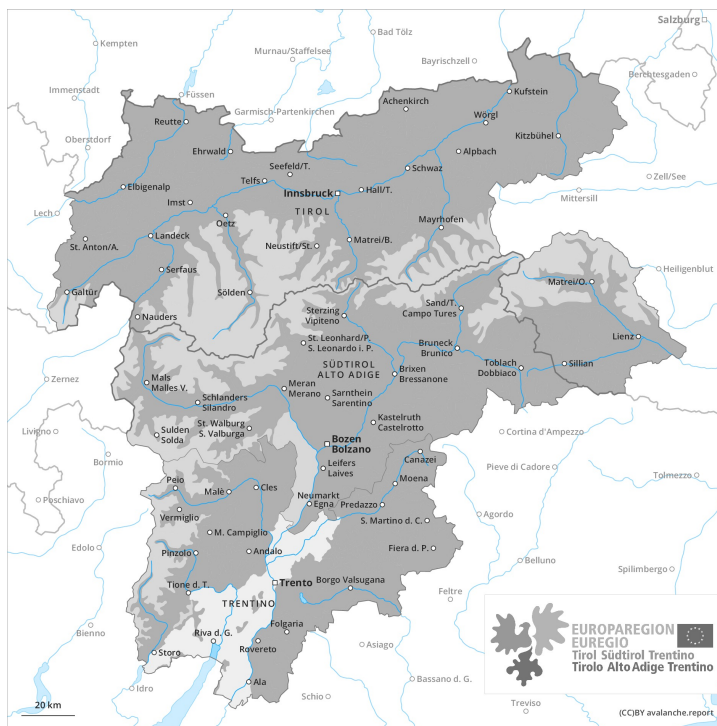 Salzburg
Kempten
Bad Tölz
Murnau/Staffelsee
Bayrischzell
Berchtesgaden
Immenstadt
Füssen
Garmisch-Partenkirchen
Achenkirch
Kufstein
Reutte
Wörgl
Oberstdorf
Kitzbühel
Ehrwald
Alpbach
Seefeld/T.
Schwaz
Telfs
Zell/See
Elbigenalp
Innsbruck
Hall/T.
Mittersill
Imst
TIROL
Lech
Oetz
Mayrhofen
St. Anton/A.
Landeck
Neustift/St.
Matrei/B.
Serfaus
Heiligenblut
Galtür
Sölden
Matrei/O.
Nauders
Sterzing
Vipiteno
Sand/T.
Campo Tures
St. Leonhard/P.
S. Leonardo i. P.
Lienz
Bruneck
Brunico
SÜDTIROL
ALTO ADIGE
Toblach
Dobbiaco
Sillian
Brixen
Bressanone
Zernez
Mals
Malles V.
Meran
Merano
Sarnthein
Sarentino
Schlanders
Silandro
Kastelruth
Castelrotto
St. Walburg
S. Valburga
Livigno
Sulden
Solda
Bozen
Bolzano
Cortina d'Ampezzo
Bormio
Canazei
Pieve di Cadore
Leifers
Laives
Tolmezzo
Peio
Malè
Cles
Moena
Poschiavo
Neumarkt
Egna
Predazzo
Vermiglio
Agordo
S. Martino d. C.
M. Campiglio
Edolo
Pinzolo
Andalo
Fiera d. P.
Belluno
Spilimbergo
Tione d. T.
Trento
Borgo Valsugana
Feltre
TRENTINO
Folgaria
Bienno
Riva d. G.
Rovereto
Asiago
Storo
Ala
Bassano d. G.
Idro
Schio
Treviso
EUROPAREGION
EUREGIO
Tirol Südtirol Trentino
Tirolo Alto Adige Trentino
20 km
(CC)BY avalanche.report